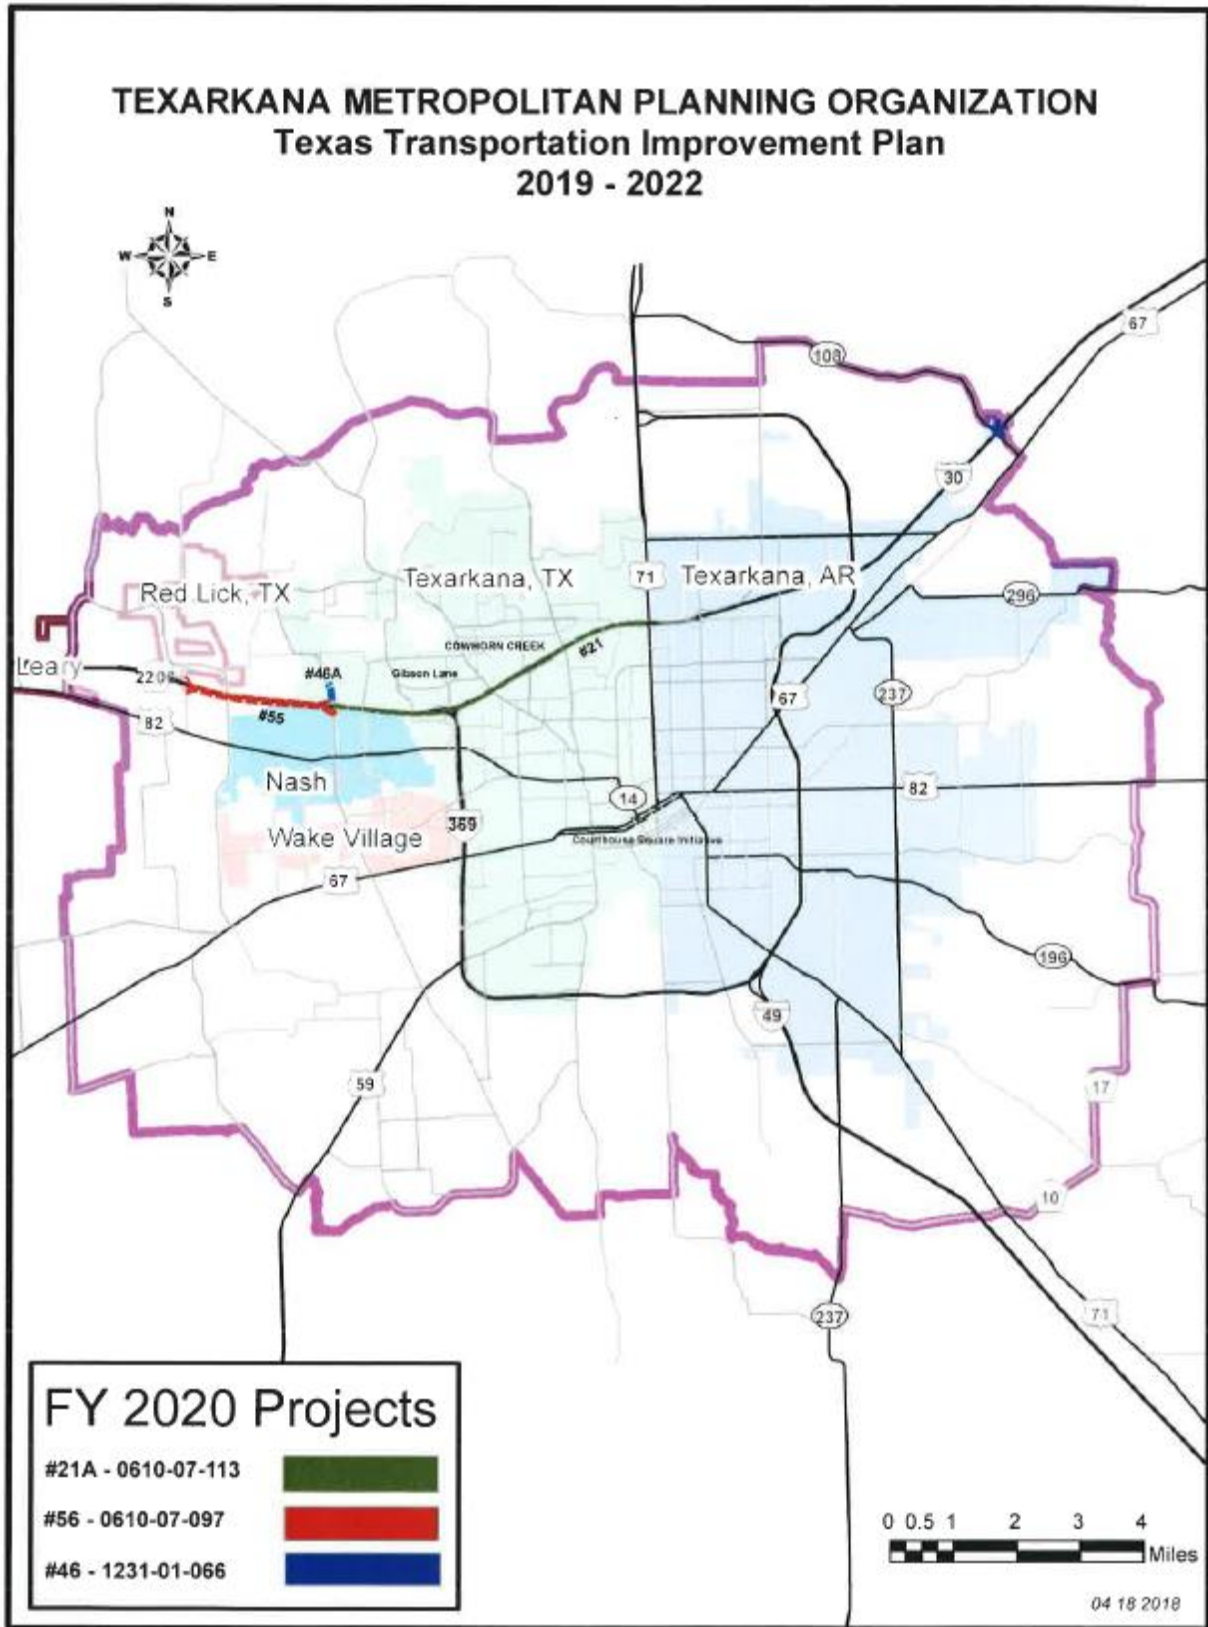 TEXARKANA METROPOLITAN PLANNING ORGANIZATION
Texas Transportation Improvement Plan
2019 - 2022
N
W E
S
67
108
30
Red Lick, TX
Texarkana, TX
71
Texarkana, AR
296
COWHORN CREEK
#21
Leary
2206
#46A
Gibson Lane
#55
82
67
237
Nash
14
82
Wake Village
369
Courthouse Square Initiative
67
196
49
59
17
10
71
237
FY 2020 Projects
#21A - 0610-07-113
#56 - 0610-07-097
#46 - 1231-01-066
0 0.5 1 2 3 4
Miles
04 18 2018